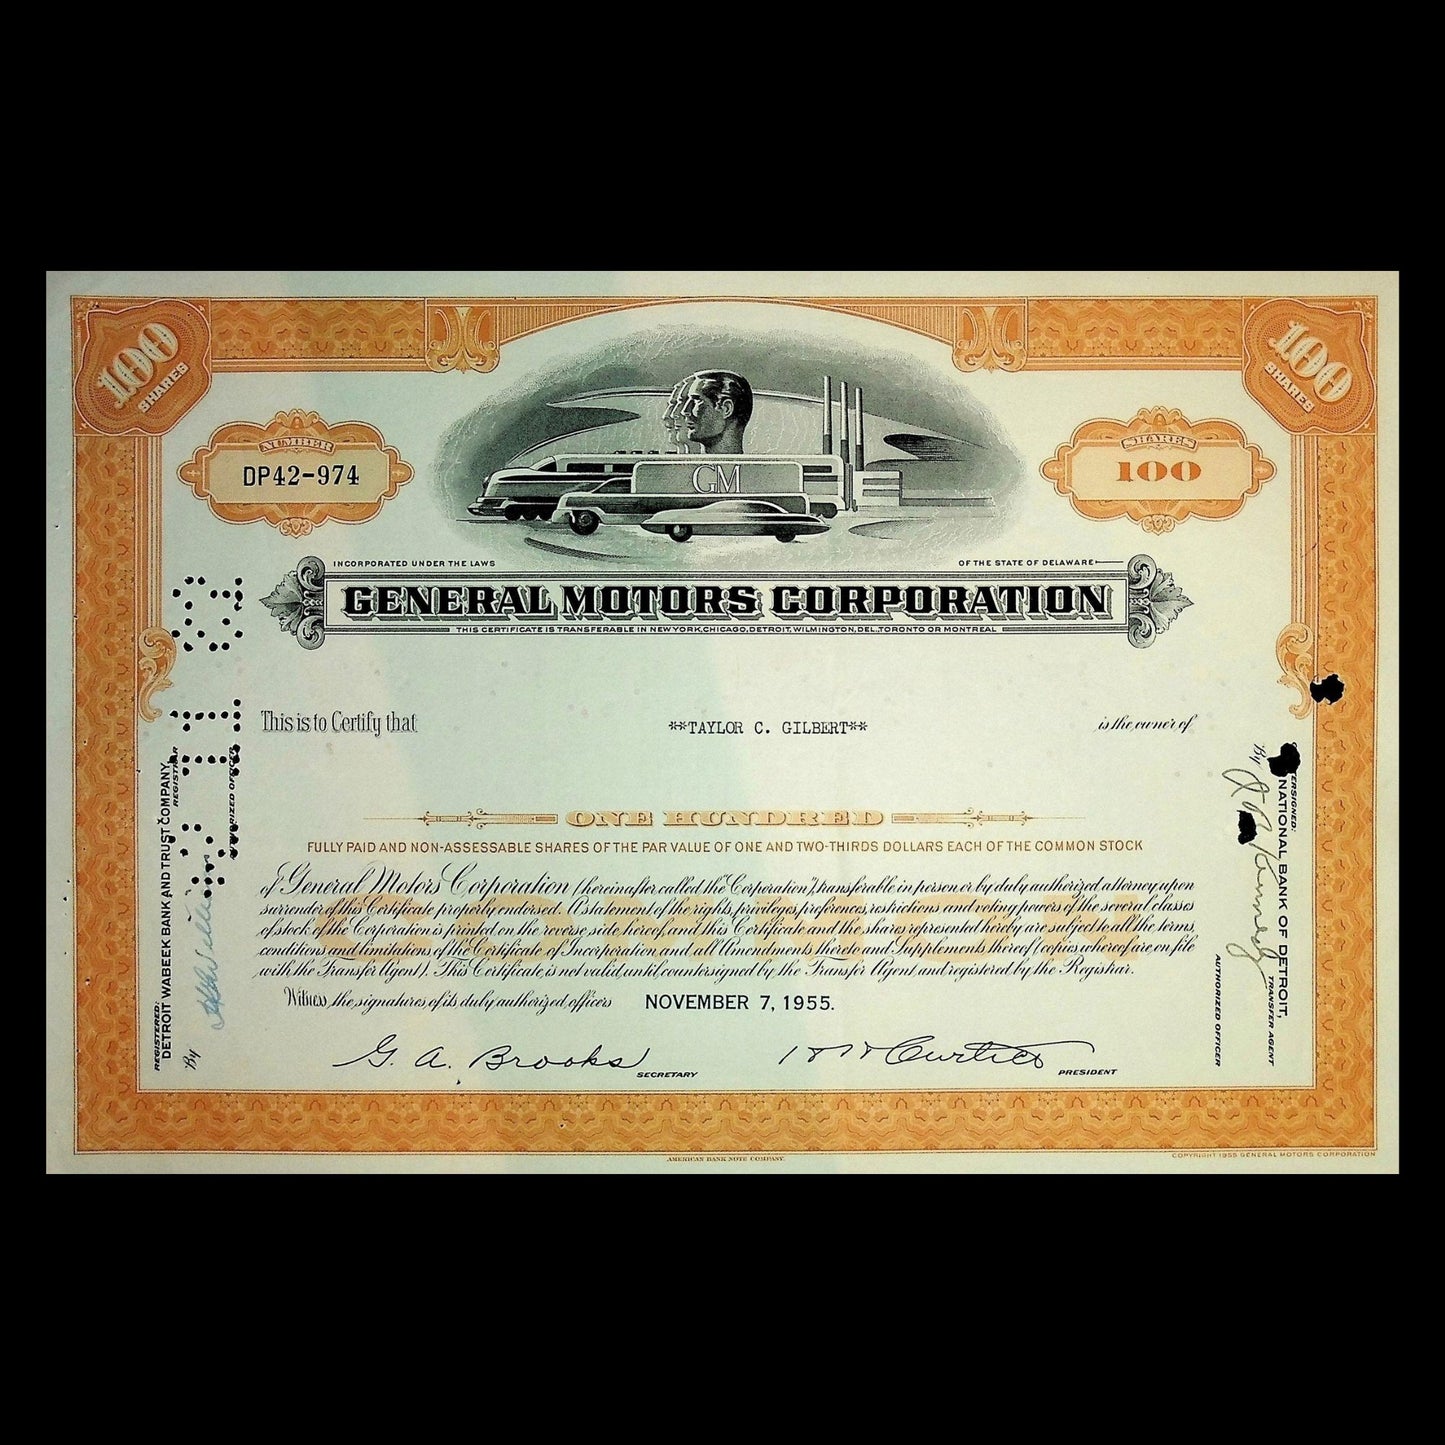 100
SHARES
100
SHARES
NUMBER
DP42-974
GM
SHARES
100
INCORPORATED UNDER THE LAWS
OF THE STATE OF DELAWARE
GENERAL MOTORS CORPORATION
THIS CERTIFICATE IS TRANSFERABLE IN NEW YORK, CHICAGO, DETROIT, WILMINGTON, DEL., TORONTO OR MONTREAL
This is to Certify that
**TAYLOR C. GILBERT**
is the owner of
ONE HUNDRED
FULLY PAID AND NON-ASSESSABLE SHARES OF THE PAR VALUE OF ONE AND TWO-THIRDS DOLLARS EACH OF THE COMMON STOCK
of General Motors Corporation (hereinafter called the "Corporation"), transferable in person or by duly authorized attorney upon
surrender of this Certificate properly endorsed. A statement of the rights, privileges, preferences, restrictions and voting powers of the several classes
of stock of the Corporation is printed on the reverse side hereof, and this Certificate and the shares represented hereby are subject to all the terms,
conditions and limitations of the Certificate of Incorporation and all Amendments thereto and Supplements thereof (copies whereof are on file
with the Transfer Agent). This Certificate is not valid until countersigned by the Transfer Agent and registered by the Registrar.
Witness, the signatures of its duly authorized officers
NOVEMBER 7, 1955.
G. A. Brooks
SECRETARY
H H Curtice
PRESIDENT
REGISTERED:
DETROIT WABEEK BANK AND TRUST COMPANY,
REGISTRAR
By
AUTHORIZED OFFICER
ERSIGNED:
NATIONAL BANK OF DETROIT,
TRANSFER AGENT
By
Kennedy
AUTHORIZED OFFICER
AMERICAN BANK NOTE COMPANY.
COPYRIGHT 1955 GENERAL MOTORS CORPORATION